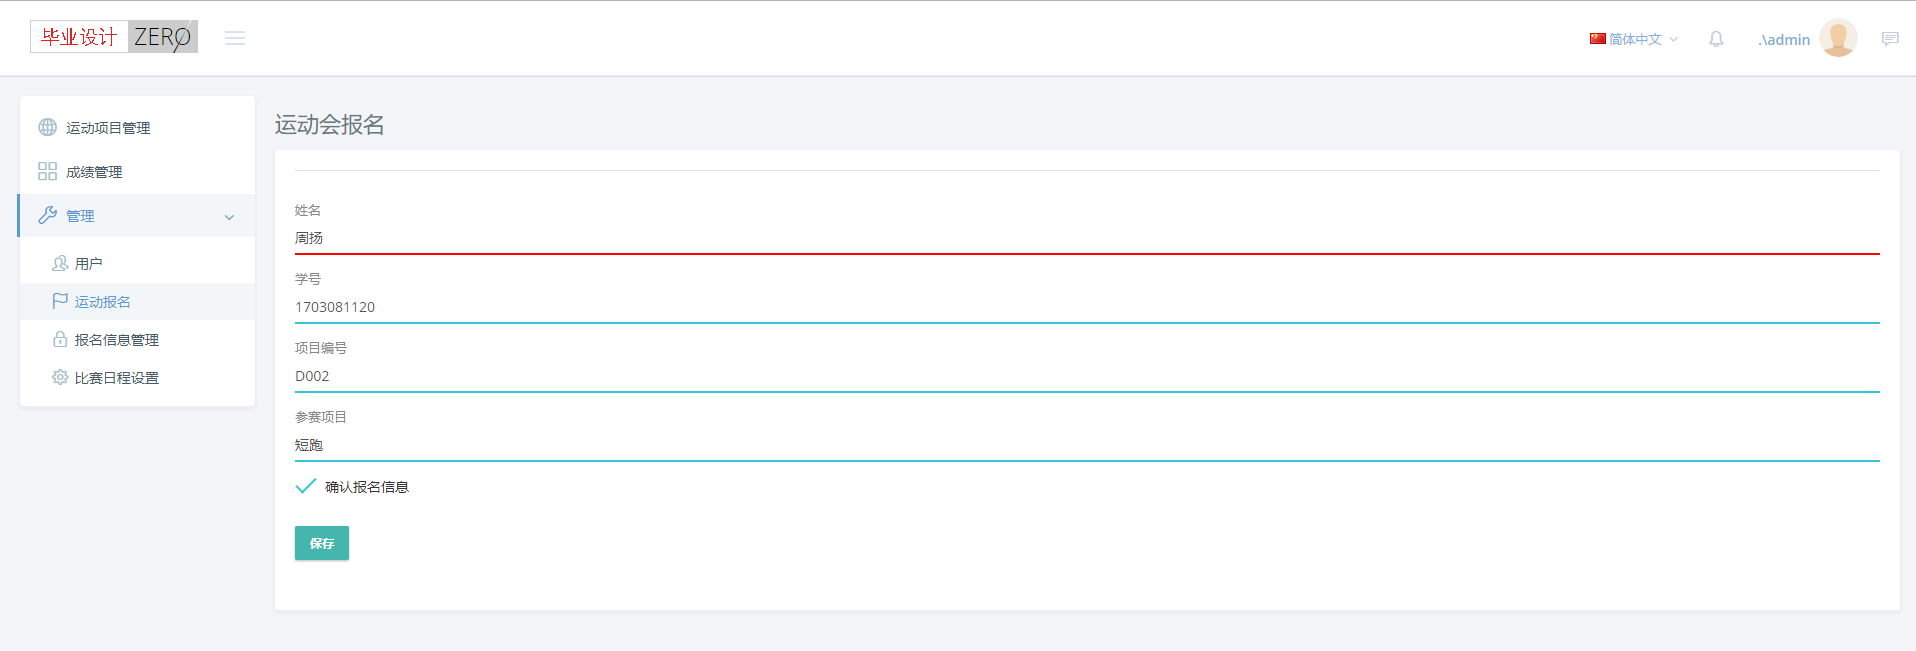 毕业设计 ZERO
简体中文
.\admin
运动项目管理
成绩管理
管理
用户
运动报名
报名信息管理
比赛日程设置
运动会报名
姓名
周扬
学号
1703081120
项目编号
D002
参赛项目
短跑
确认报名信息
保存